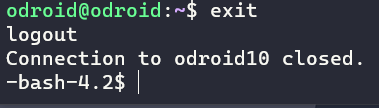 odroid@odroid:~$ exit
logout
Connection to odroid10 closed.
-bash-4.2$